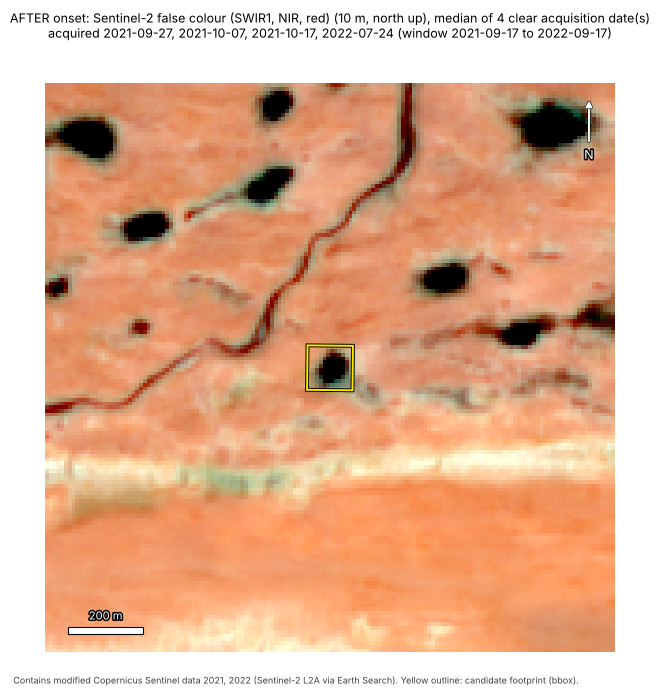 AFTER onset: Sentinel-2 false colour (SWIR1, NIR, red) (10 m, north up), median of 4 clear acquisition date(s)
acquired 2021-09-27, 2021-10-07, 2021-10-17, 2022-07-24 (window 2021-09-17 to 2022-09-17)
N
200 m
Contains modified Copernicus Sentinel data 2021, 2022 (Sentinel-2 L2A via Earth Search). Yellow outline: candidate footprint (bbox).